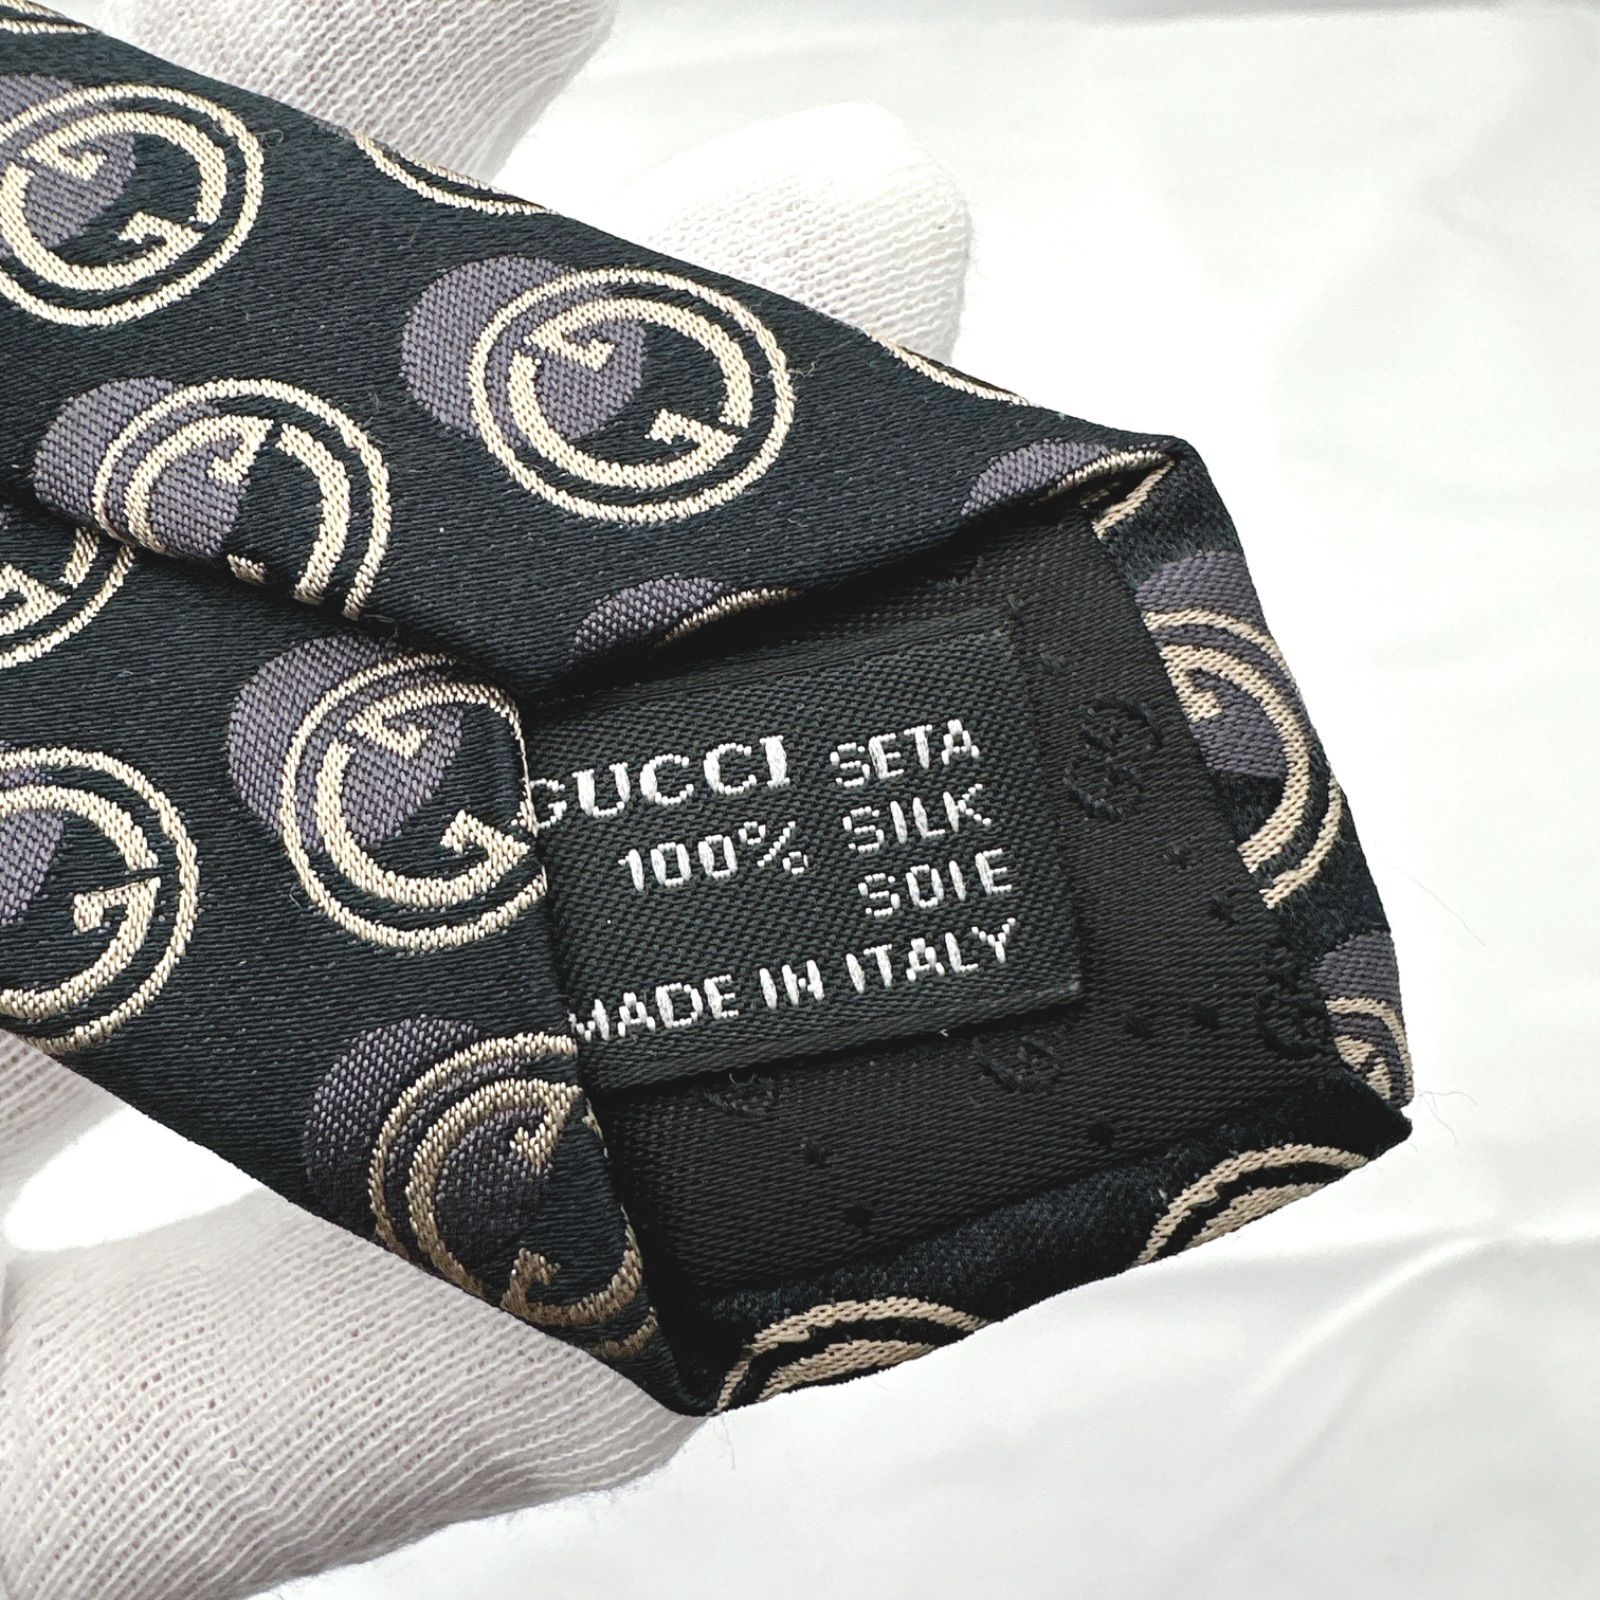 GUCCI SETA
100% SILK
SOIE
MADE IN ITALY